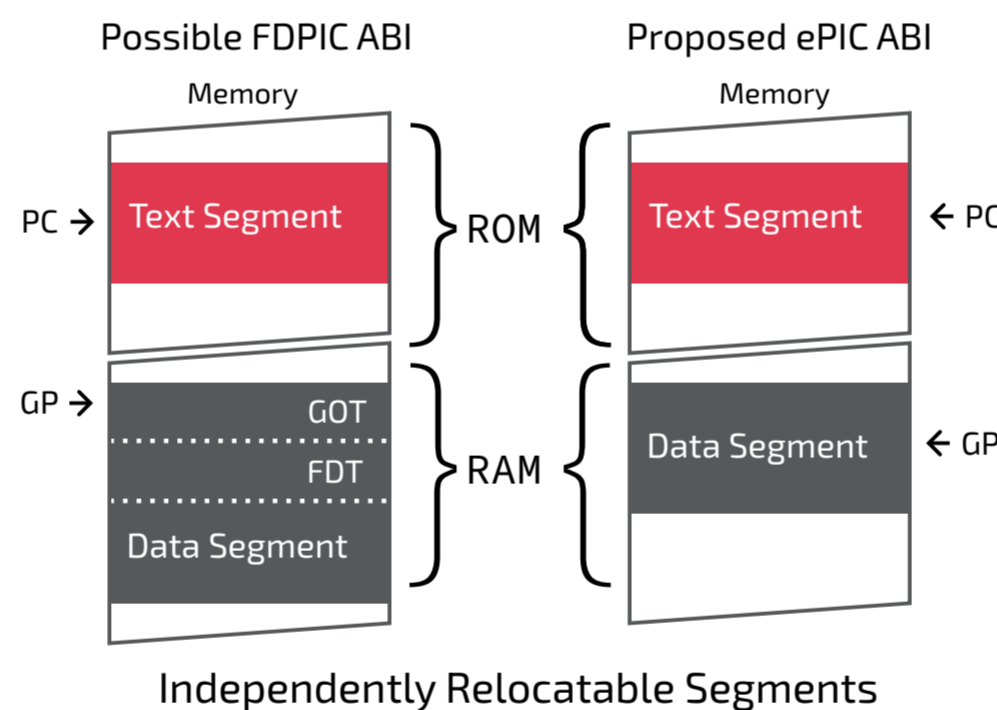 Possible FDPIC ABI
Proposed ePIC ABI
Memory
Memory
PC → Text Segment
ROM
Text Segment
← PC
GP →
GOT
FDT
Data Segment
RAM
Data Segment
← GP
Independently Relocatable Segments